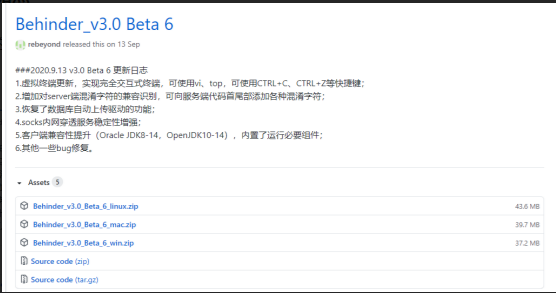 Behinder_v3.0 Beta 6
rebeyond released this on 13 Sep
###2020.9.13 v3.0 Beta 6 更新日志
1.虚拟终端更新，实现完全交互式终端，可使用vi、top，可使用CTRL+C、CTRL+Z等快捷键；
2.增加对server端混淆字符的兼容识别，可向服务端代码首尾部添加各种混淆字符；
3.恢复了数据库自动上传驱动的功能；
4.socks内网穿透服务稳定性增强；
5.客户端兼容性提升（Oracle JDK8-14，OpenJDK10-14），内置了运行必要组件；
6.其他一些bug修复。
Assets 5
Behinder_v3.0_Beta_6_linux.zip 43.6 MB
Behinder_v3.0_Beta_6_mac.zip 39.7 MB
Behinder_v3.0_Beta_6_win.zip 37.2 MB
Source code (zip)
Source code (tar.gz)